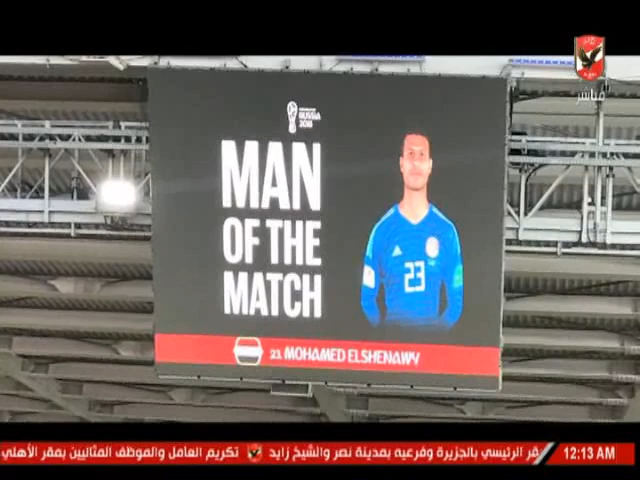 مباشر
RUSSIA
2018
MAN
OF THE
MATCH
23
23 MOHAMED ELSHENAWY
قر الرئيسي بالجزيرة وفرعيه بمدينة نصر والشيخ زايد تكريم العامل والموظف المثاليين بمقر الأهلي
12:13 AM